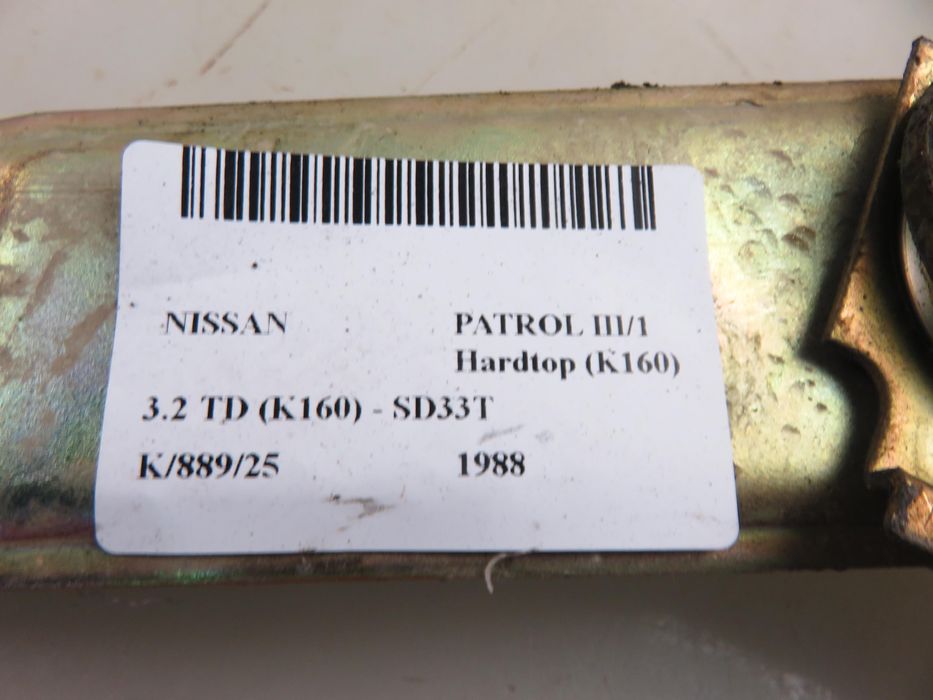 NISSAN PATROL III/1
Hardtop (K160)
3.2 TD (K160) - SD33T
K/889/25 1988